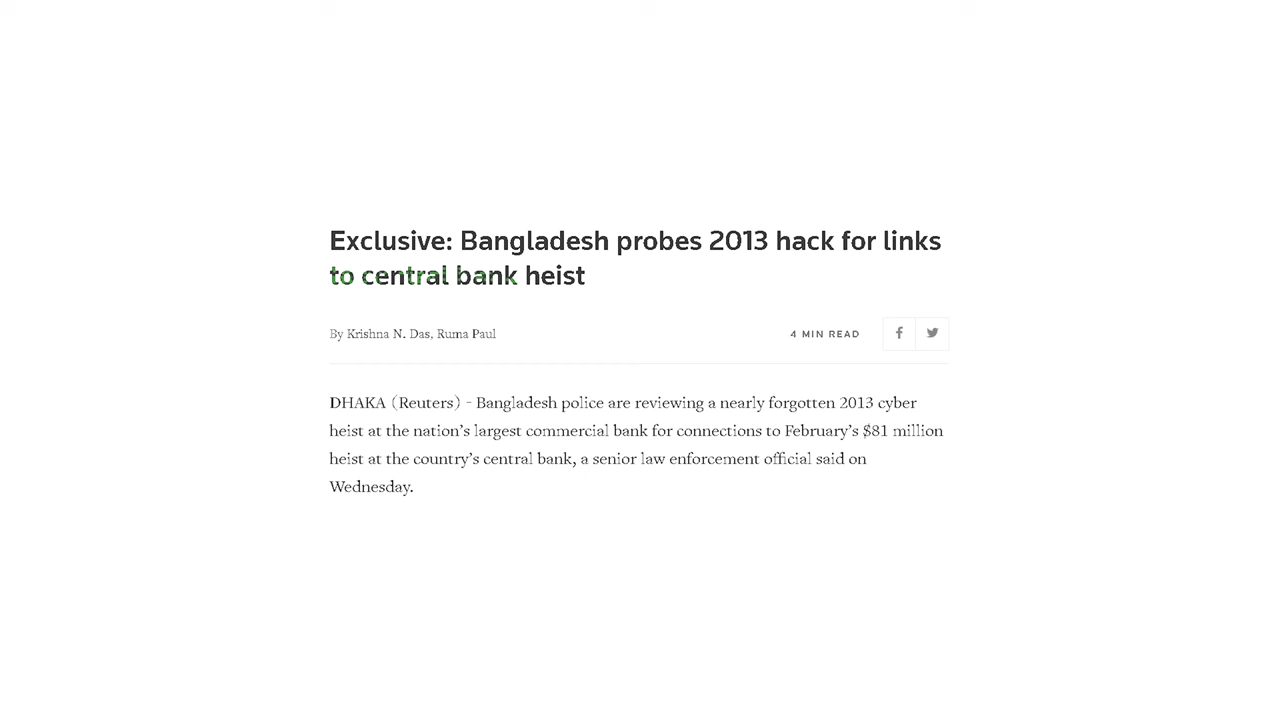 Exclusive: Bangladesh probes 2013 hack for links
to central bank heist
By Krishna N. Das, Ruma Paul
4 MIN READ
DHAKA (Reuters) - Bangladesh police are reviewing a nearly forgotten 2013 cyber
heist at the nation’s largest commercial bank for connections to February’s $81 million
heist at the country’s central bank, a senior law enforcement official said on
Wednesday.